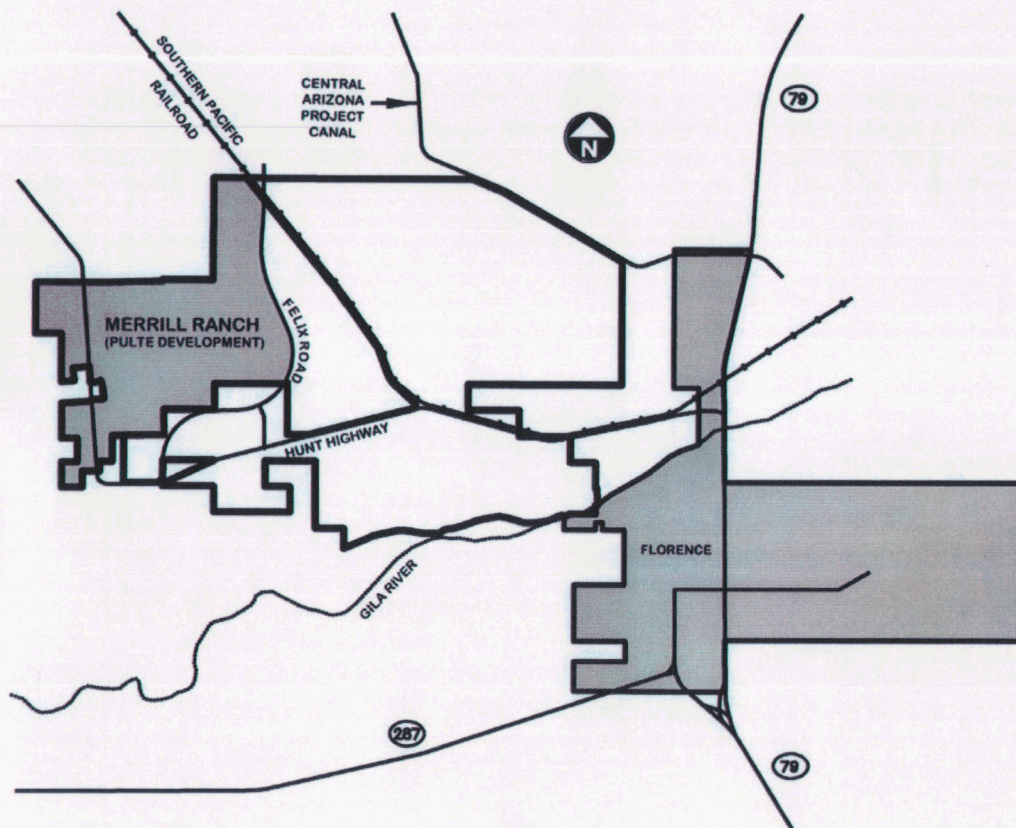 SOUTHERN PACIFIC
RAILROAD
CENTRAL
ARIZONA
PROJECT
CANAL
79
N
MERRILL RANCH
(PULTE DEVELOPMENT)
FELIX ROAD
HUNT HIGHWAY
FLORENCE
GILA RIVER
287
79